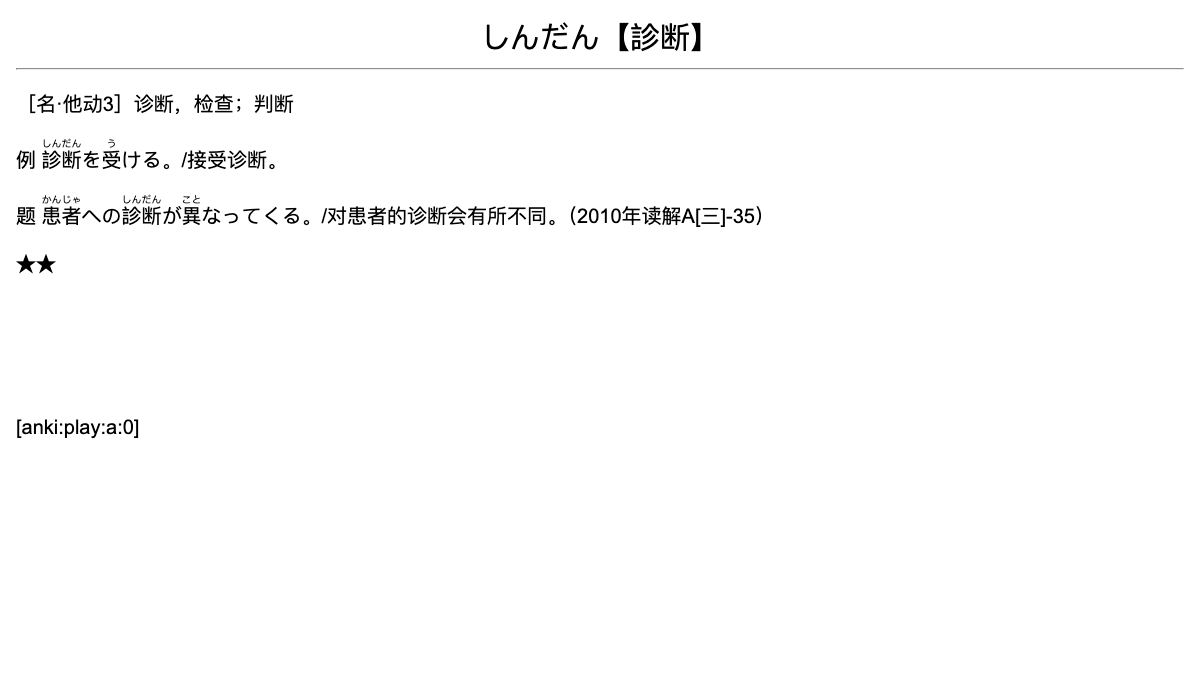 しんだん【診断】
［名·他动3］诊断，检查；判断
しんだん う
例 診断を受ける。/接受诊断。
かんじゃ しんだん こと
题 患者への診断が異なってくる。/对患者的诊断会有所不同。（2010年读解A[三]-35）
★★
[anki:play:a:0]